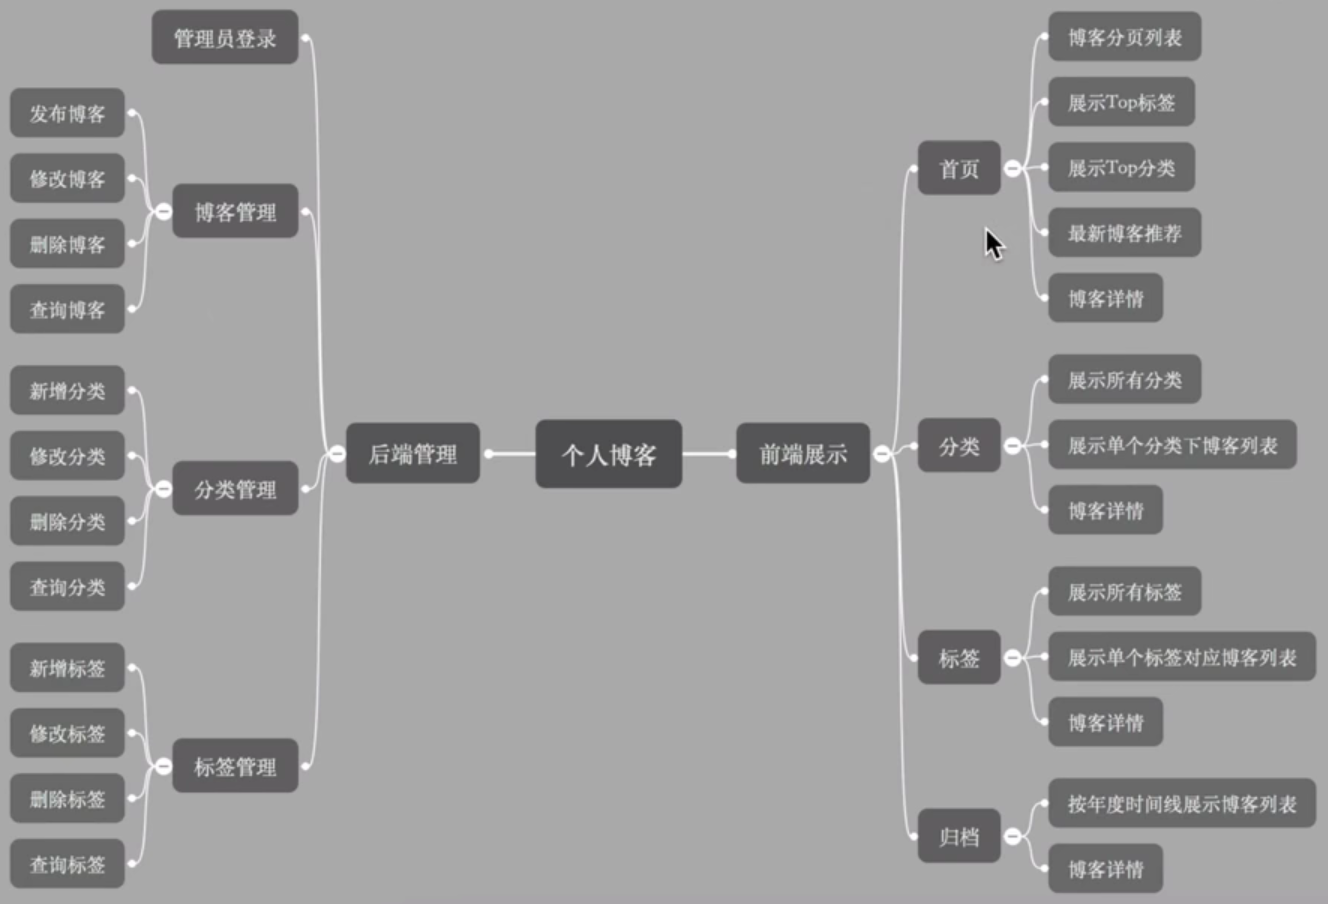 管理员登录
发布博客
修改博客
删除博客
查询博客
博客管理
新增分类
修改分类
删除分类
查询分类
分类管理
新增标签
修改标签
删除标签
查询标签
标签管理
后端管理
个人博客
前端展示
首页
博客分页列表
展示Top标签
展示Top分类
最新博客推荐
博客详情
分类
展示所有分类
展示单个分类下博客列表
博客详情
标签
展示所有标签
展示单个标签对应博客列表
博客详情
归档
按年度时间线展示博客列表
博客详情